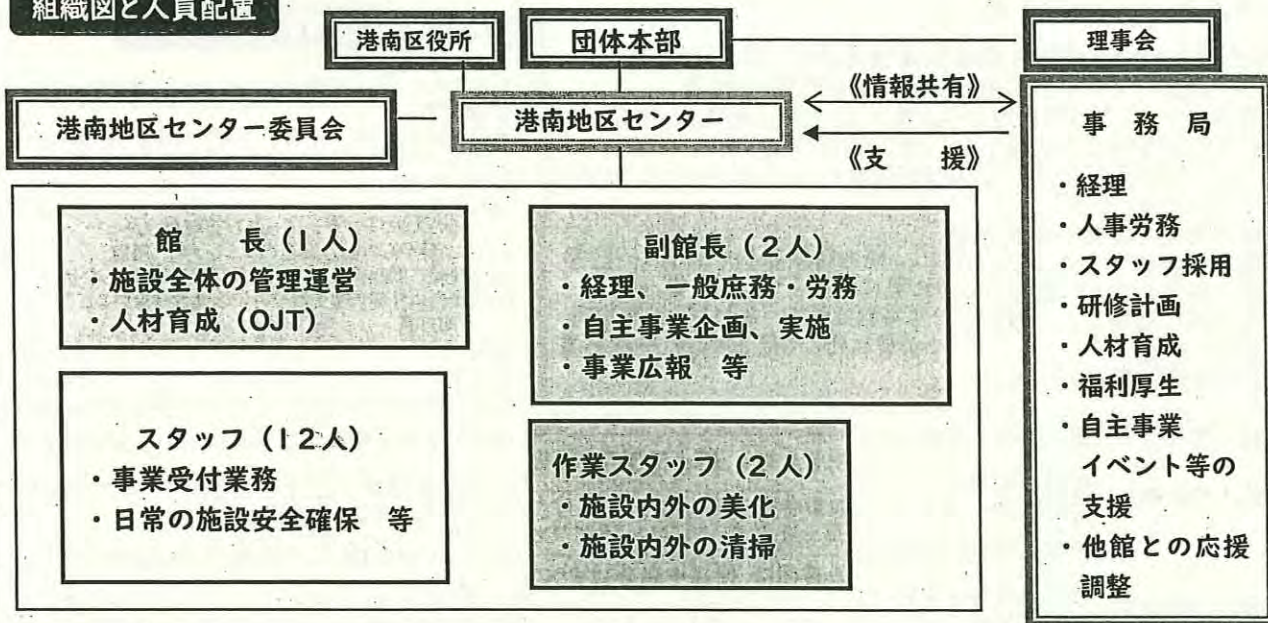 組織図と人員配置
港南区役所
団体本部
理事会
港南地区センター委員会
港南地区センター
《情報共有》
《支　　援》
館　　長（1人）
・施設全体の管理運営
・人材育成（OJT）
副館長（2人）
・経理、一般庶務・労務
・自主事業企画、実施
・事業広報　等
スタッフ（12人）
・事業受付業務
・日常の施設安全確保　等
作業スタッフ（2人）
・施設内外の美化
・施設内外の清掃
事　務　局
・経理
・人事労務
・スタッフ採用
・研修計画
・人材育成
・福利厚生
・自主事業
イベント等の
支援
・他館との応援
調整